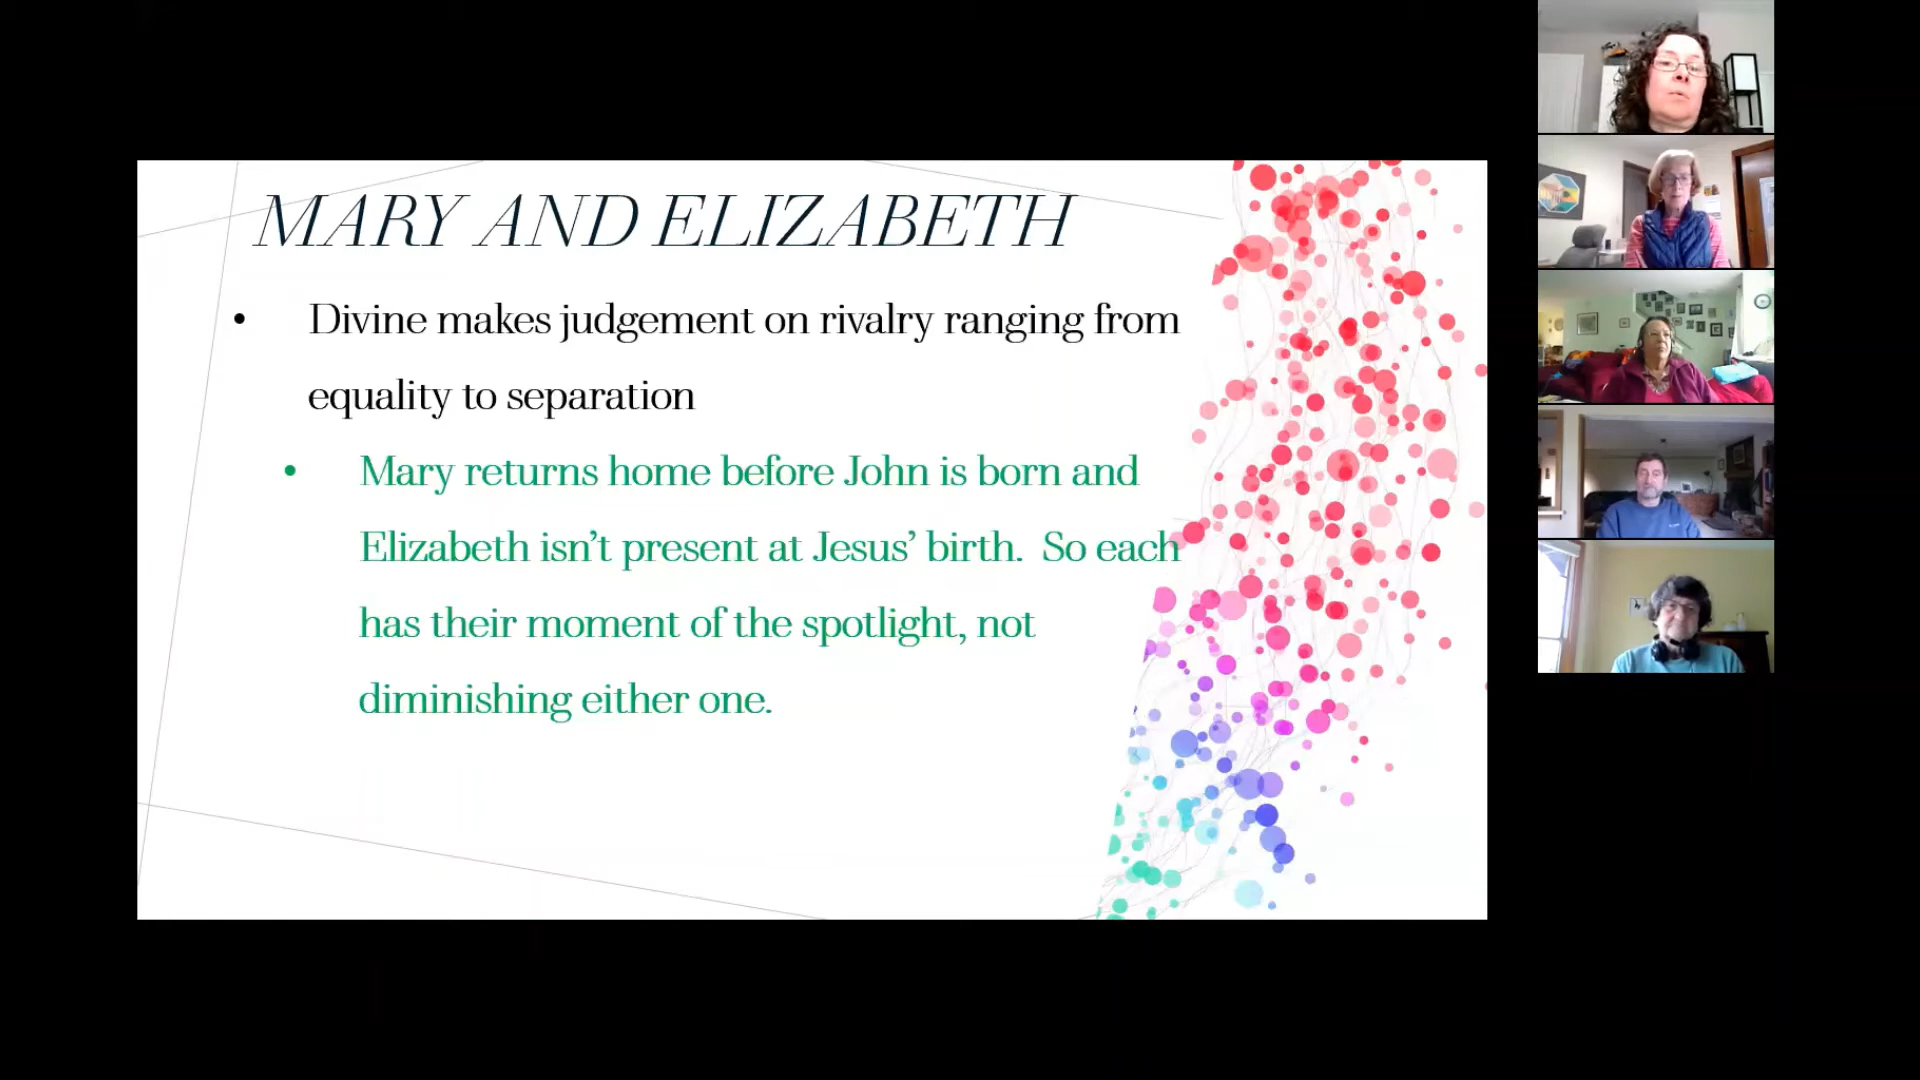 MARY AND ELIZABETH
• Divine makes judgement on rivalry ranging from
equality to separation
• Mary returns home before John is born and
Elizabeth isn’t present at Jesus’ birth.  So each
has their moment of the spotlight, not
diminishing either one.